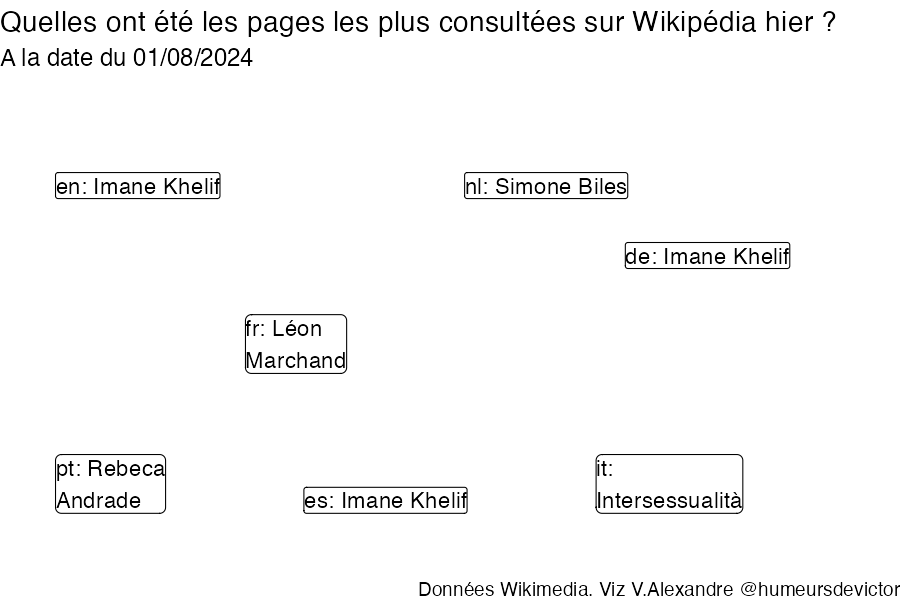 Quelles ont été les pages les plus consultées sur Wikipédia hier ?
A la date du 01/08/2024
en: Imane Khelif
nl: Simone Biles
de: Imane Khelif
fr: Léon
Marchand
pt: Rebeca
Andrade
es: Imane Khelif
it:
Intersessualità
Données Wikimedia. Viz V.Alexandre @humeursdevictor